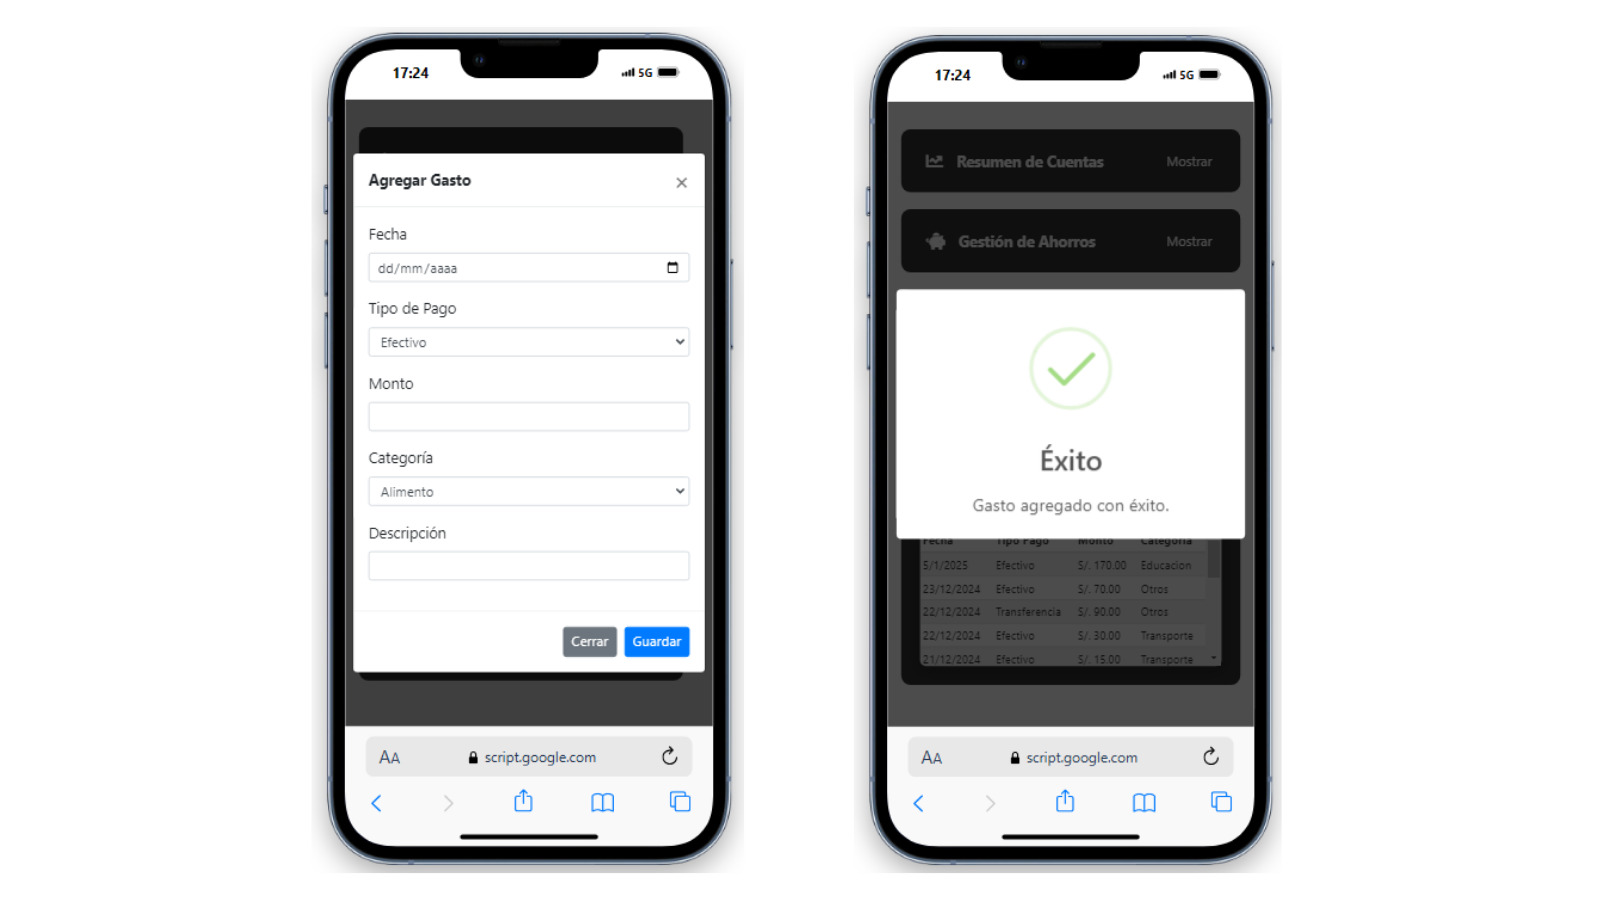 17:24
5G
Agregar Gasto
×
Fecha
dd/mm/aaaa
Tipo de Pago
Efectivo
Monto
Categoría
Alimento
Descripción
Cerrar Guardar
AA script.google.com
17:24
5G
Resumen de Cuentas Mostrar
Gestión de Ahorros Mostrar
Éxito
Gasto agregado con éxito.
Fecha Tipo Pago Monto Categoría
5/1/2025 Efectivo S/. 170.00 Educacion
23/12/2024 Efectivo S/. 70.00 Otros
22/12/2024 Transferencia S/. 90.00 Otros
22/12/2024 Efectivo S/. 30.00 Transporte
21/12/2024 Efectivo S/. 15.00 Transporte
AA script.google.com